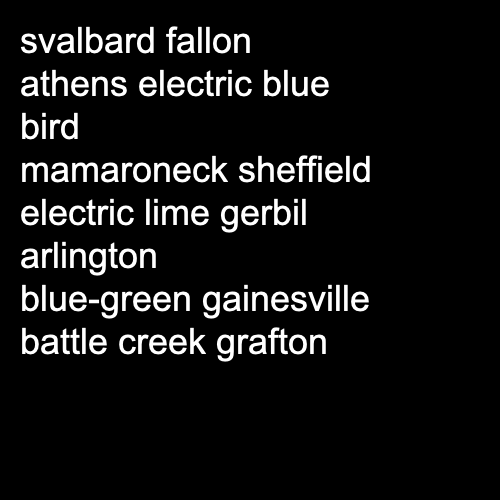 svalbard fallon
athens electric blue
bird
mamaroneck sheffield
electric lime gerbil
arlington
blue-green gainesville
battle creek grafton